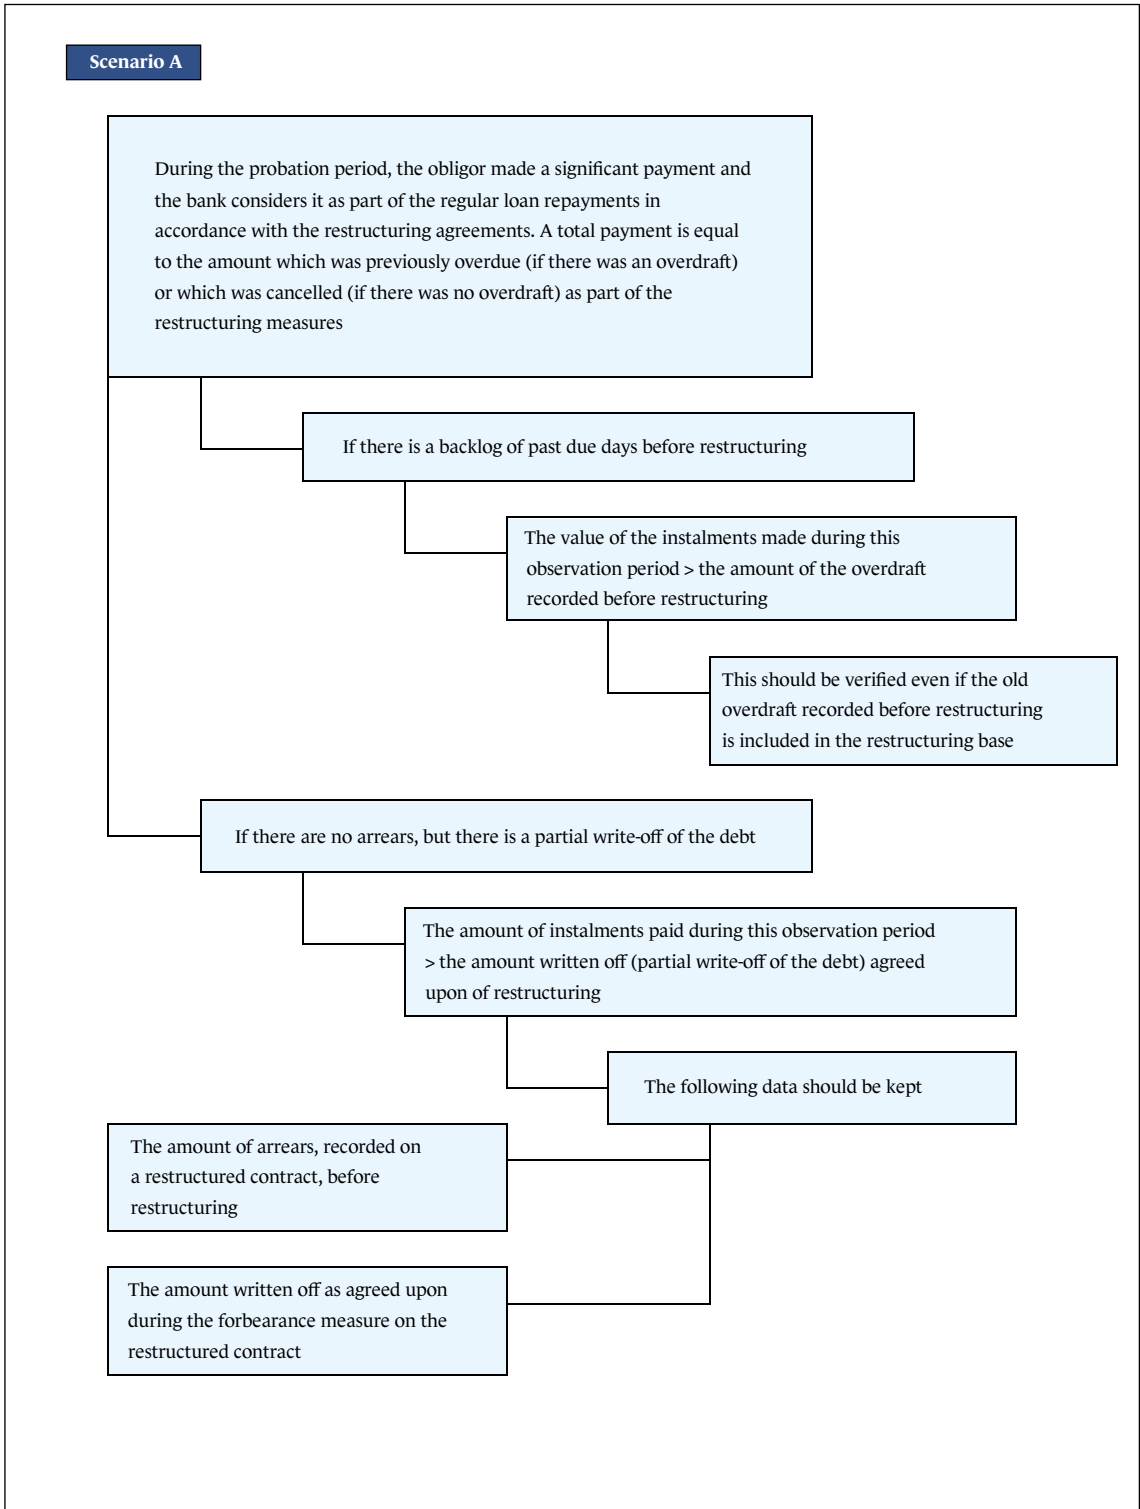 Scenario A
During the probation period, the obligor made a significant payment and
the bank considers it as part of the regular loan repayments in
accordance with the restructuring agreements. A total payment is equal
to the amount which was previously overdue (if there was an overdraft)
or which was cancelled (if there was no overdraft) as part of the
restructuring measures
If there is a backlog of past due days before restructuring
The value of the instalments made during this
observation period > the amount of the overdraft
recorded before restructuring
This should be verified even if the old
overdraft recorded before restructuring
is included in the restructuring base
If there are no arrears, but there is a partial write-off of the debt
The amount of instalments paid during this observation period
> the amount written off (partial write-off of the debt) agreed
upon of restructuring
The following data should be kept
The amount of arrears, recorded on
a restructured contract, before
restructuring
The amount written off as agreed upon
during the forbearance measure on the
restructured contract